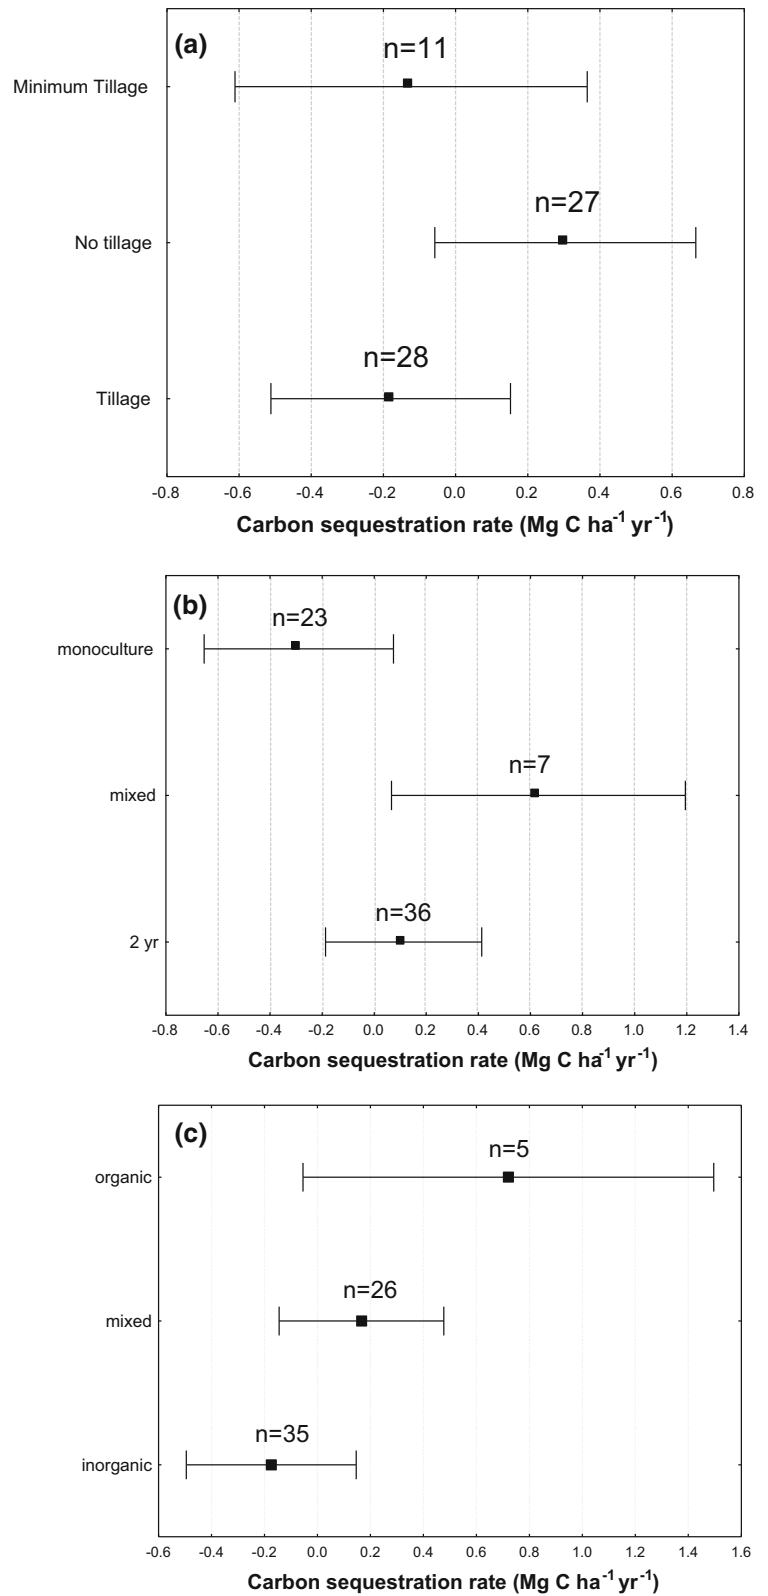 (a)
n=11
Minimum Tillage
n=27
No tillage
n=28
Tillage
-0.8 -0.6 -0.4 -0.2 0.0 0.2 0.4 0.6 0.8
Carbon sequestration rate (Mg C ha⁻¹ yr⁻¹)
(b)
n=23
monoculture
n=7
mixed
n=36
2 yr
-0.8 -0.6 -0.4 -0.2 0.0 0.2 0.4 0.6 0.8 1.0 1.2 1.4
Carbon sequestration rate (Mg C ha⁻¹ yr⁻¹)
(c)
n=5
organic
n=26
mixed
n=35
inorganic
-0.6 -0.4 -0.2 0.0 0.2 0.4 0.6 0.8 1.0 1.2 1.4 1.6
Carbon sequestration rate (Mg C ha⁻¹ yr⁻¹)